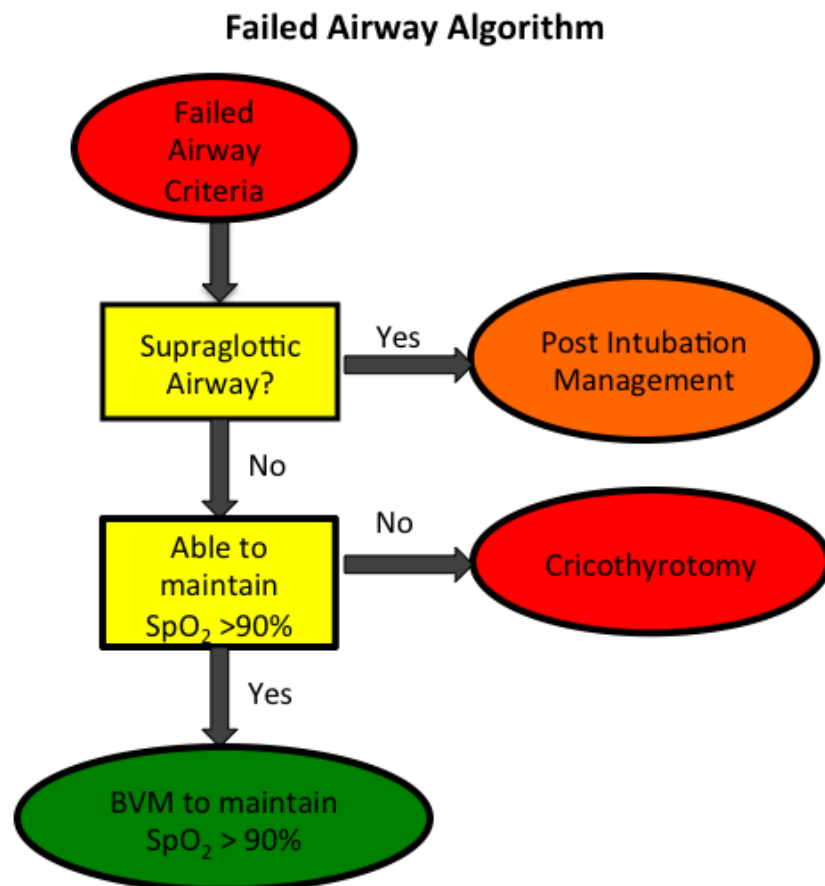 Failed Airway Algorithm
Failed
Airway
Criteria
Supraglottic
Airway?
Yes
Post Intubation
Management
No
Able to
maintain
SpO₂ >90%
No
Cricothyrotomy
Yes
BVM to maintain
SpO₂ > 90%